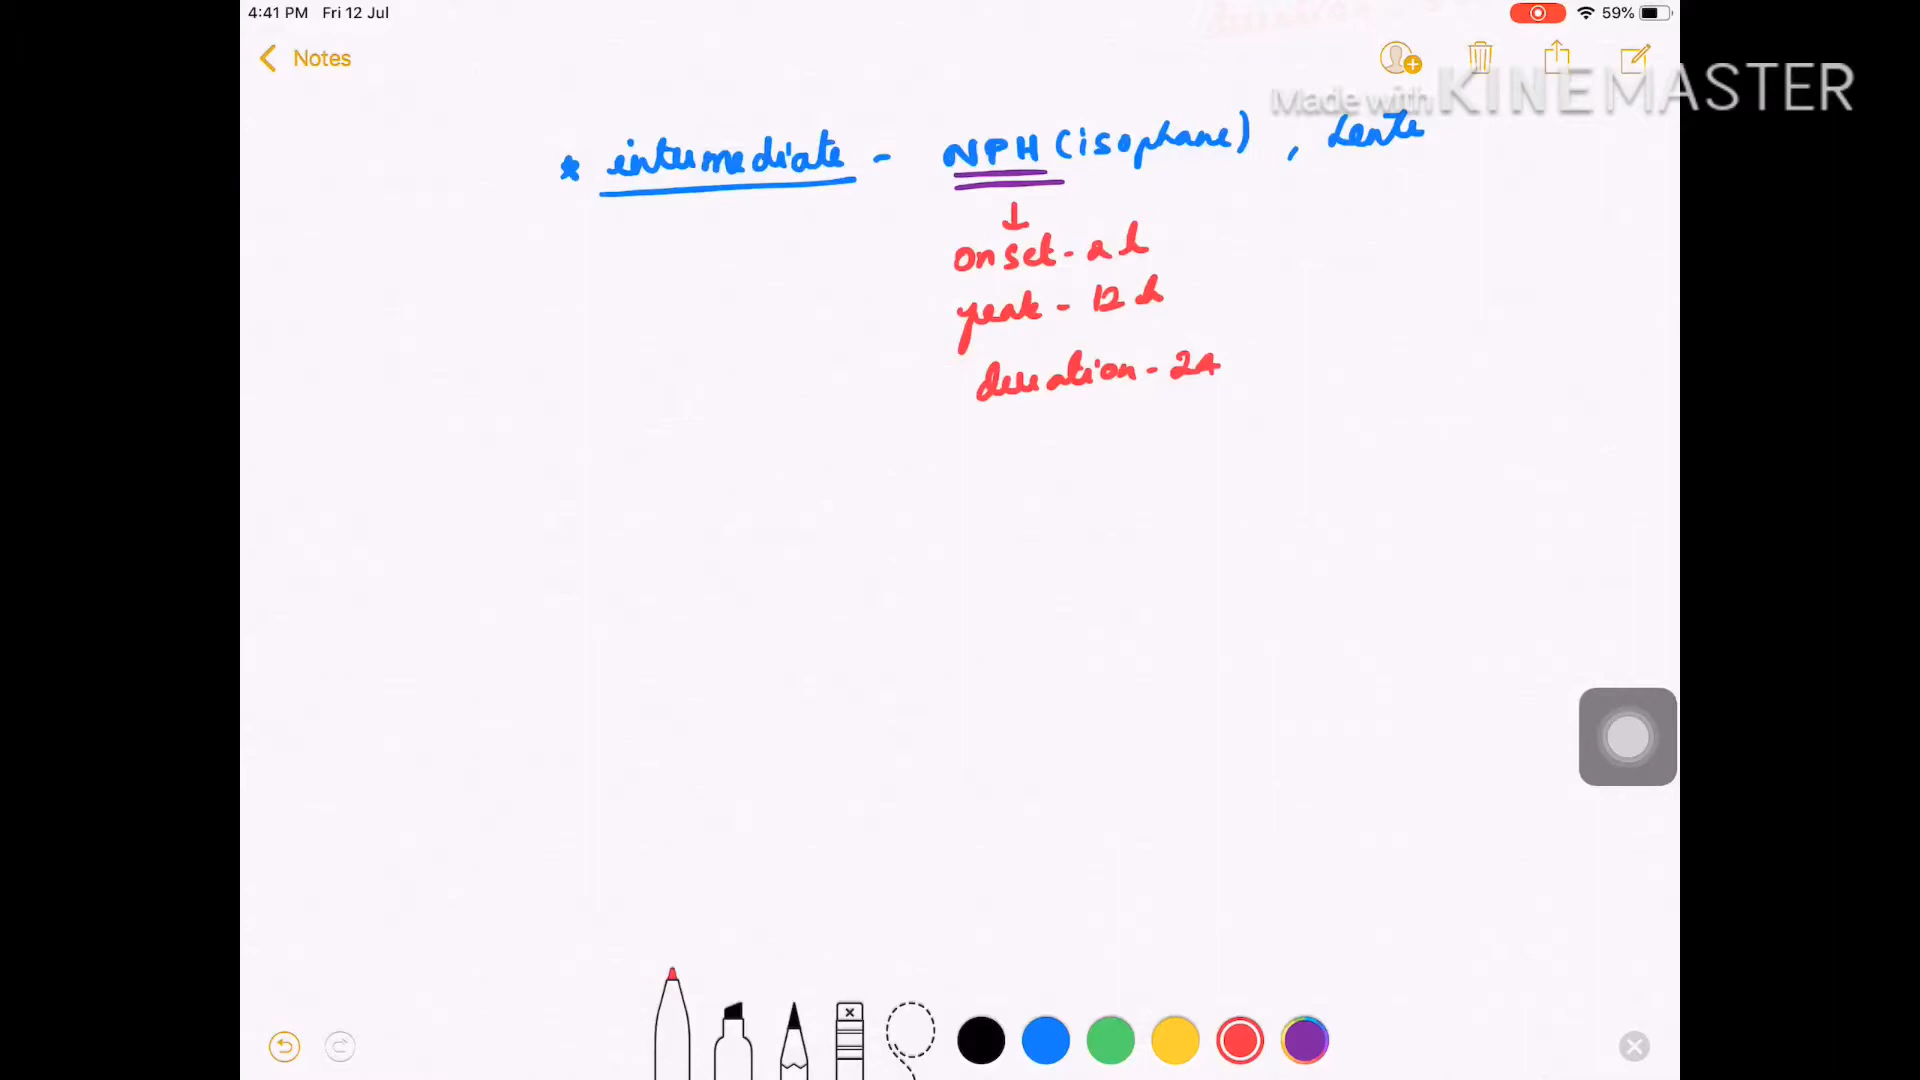 4:41 PM Fri 12 Jul
59%
Notes
Made with KINEMASTER
* intermediate - NPH (isophane), Lente
↓
onset - 2 h
peak - 12 h
duration - 24